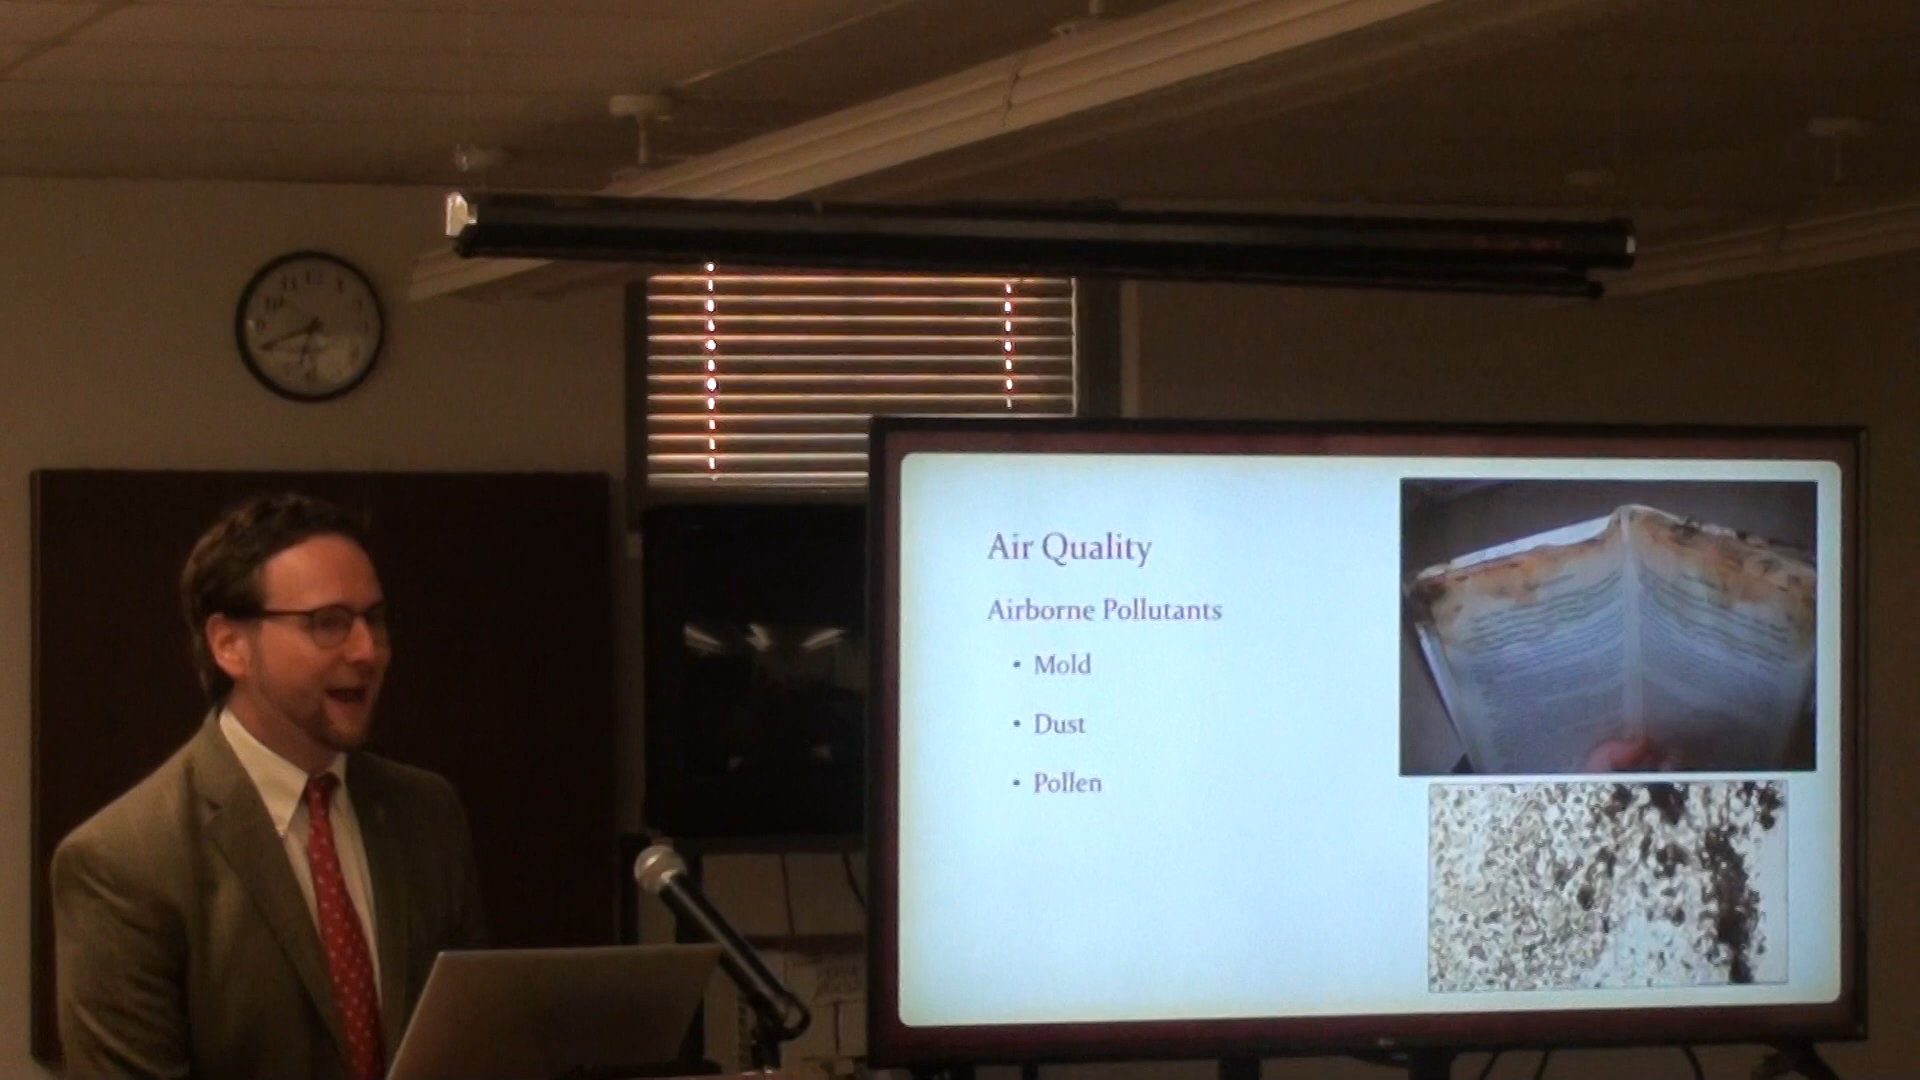 Air Quality
Airborne Pollutants
• Mold
• Dust
• Pollen